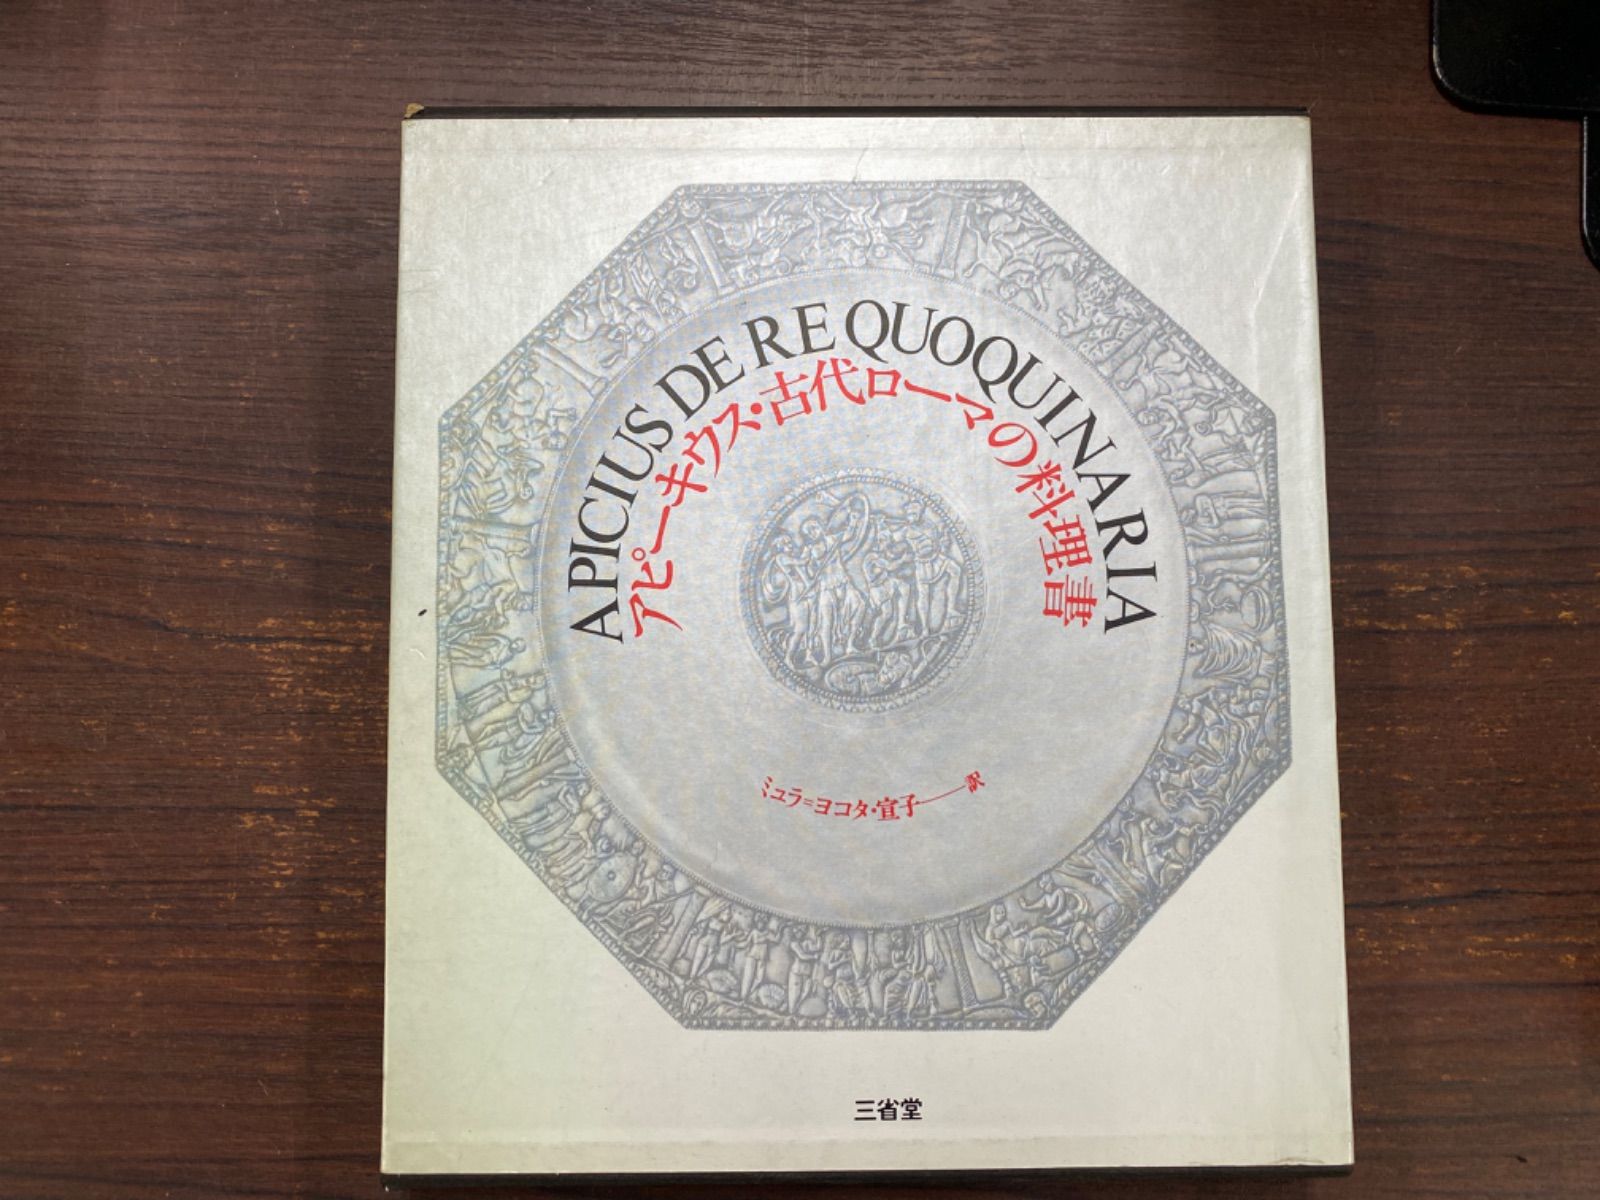 APICIUS DE RE QUOQUINARIA
アピーキウス・古代ローマの料理書
ミュラ=ヨコタ・宣子――訳
三省堂